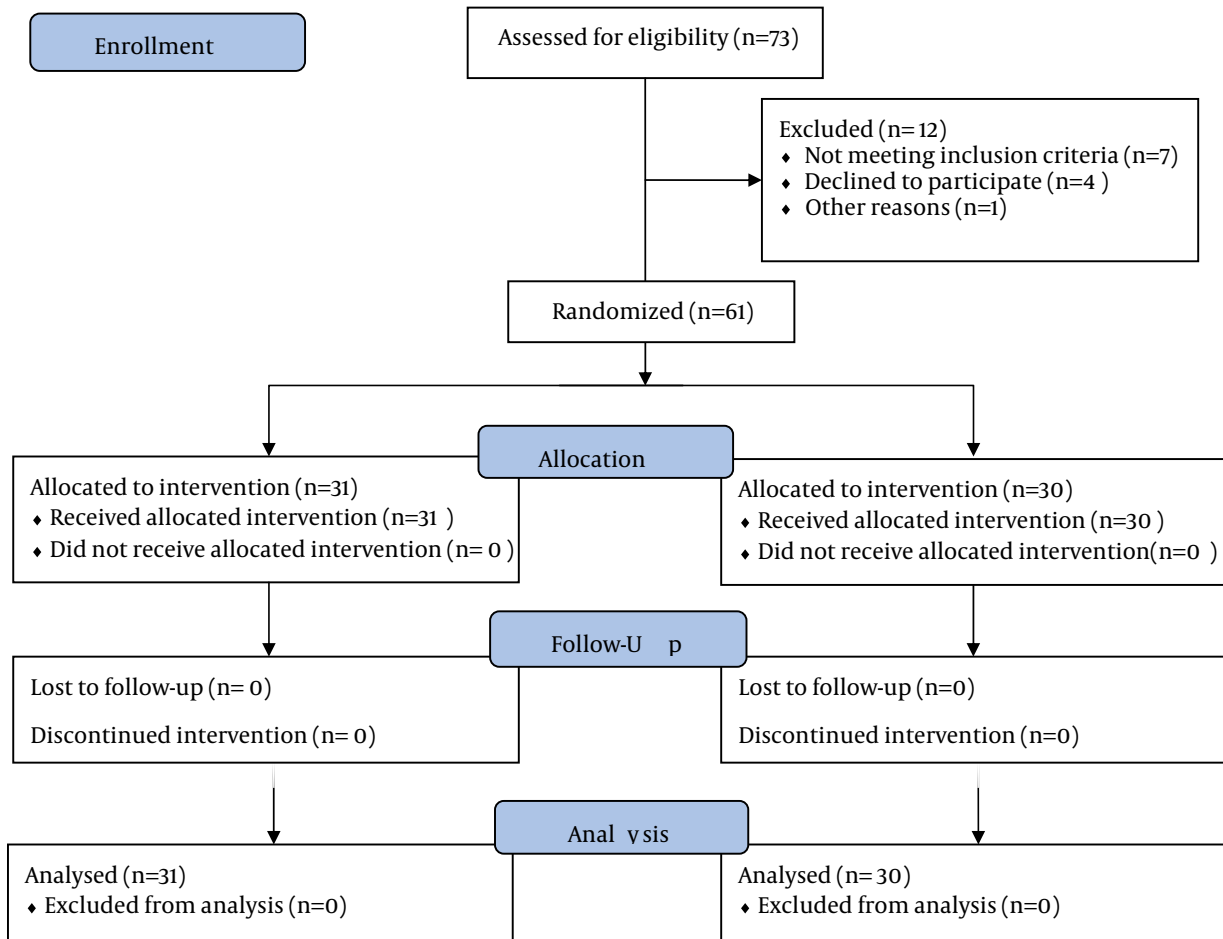 Enrollment
Assessed for eligibility (n=73)
Excluded (n= 12)
♦ Not meeting inclusion criteria (n=7)
♦ Declined to participate (n=4 )
♦ Other reasons (n=1)
Randomized (n=61)
Allocation
Allocated to intervention (n=31)
♦ Received allocated intervention (n=31 )
♦ Did not receive allocated intervention (n= 0 )
Allocated to intervention (n=30)
♦ Received allocated intervention (n=30 )
♦ Did not receive allocated intervention(n=0 )
Follow-U p
Lost to follow-up (n= 0)
Discontinued intervention (n= 0)
Lost to follow-up (n=0)
Discontinued intervention (n=0)
Anal ysis
Analysed (n=31)
♦ Excluded from analysis (n=0)
Analysed (n= 30)
♦ Excluded from analysis (n=0)